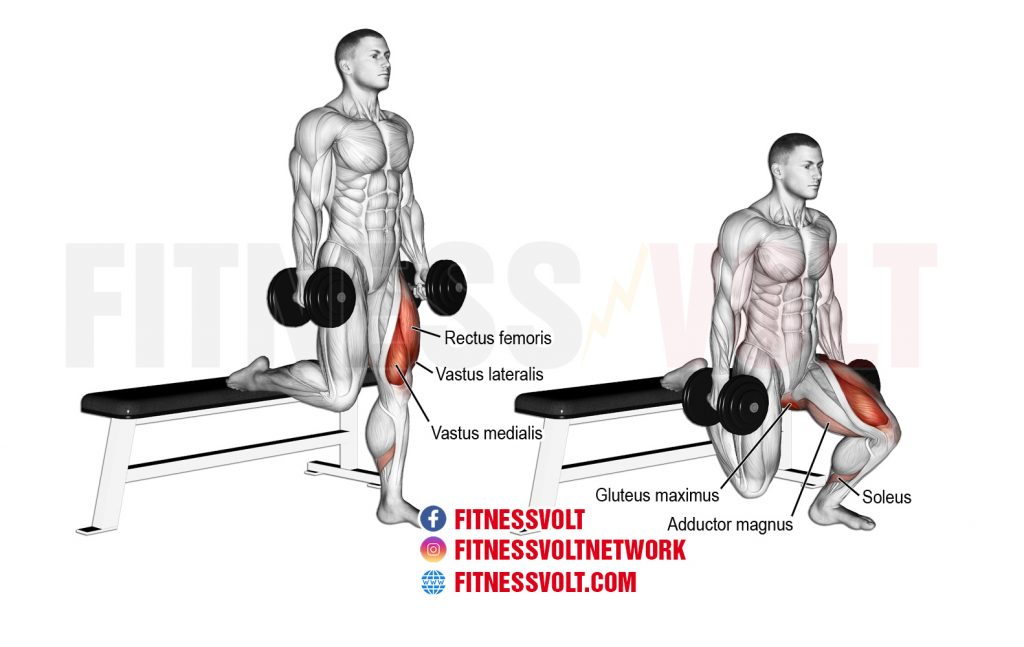 FITNESS VOLT
Rectus femoris
Vastus lateralis
Vastus medialis
Gluteus maximus
Adductor magnus
Soleus
FITNESSVOLT
FITNESSVOLTNETWORK
FITNESSVOLT.COM